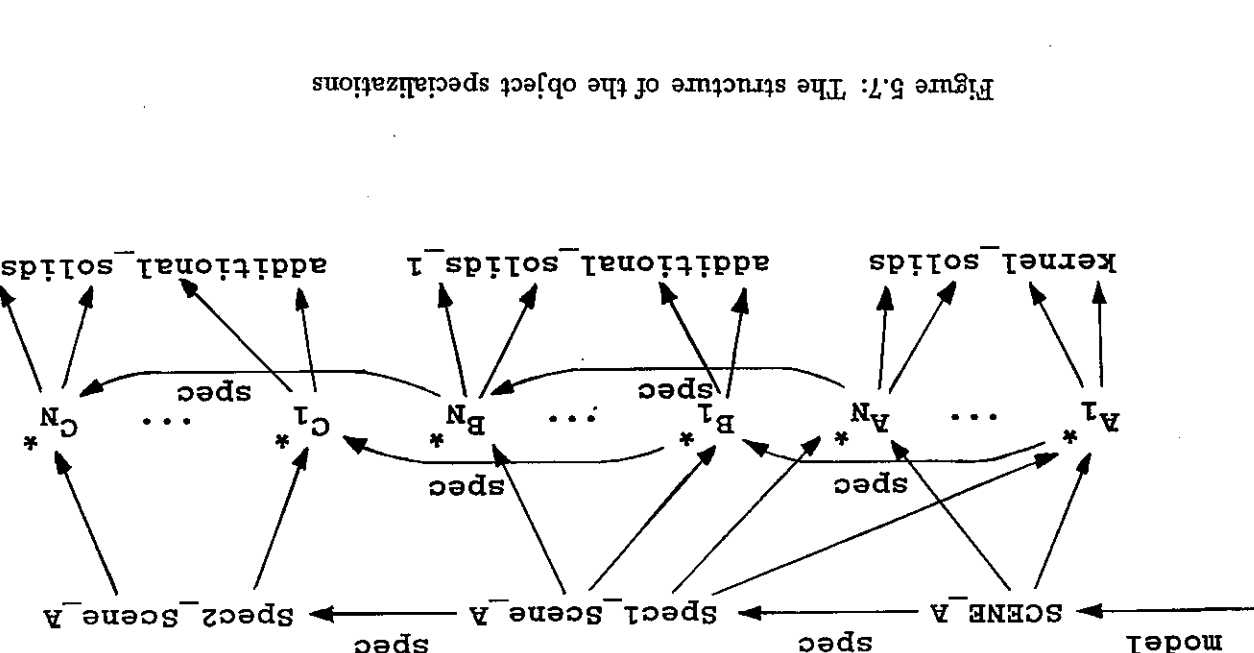 model spec spec
SCENE_A Spec1_Scene_A Spec2_Scene_A
spec spec
A1* ... AN* B1* ... BN* C1* ... CN*
spec spec
kernel_solids additional_solids_1 additional_solids
Figure 5.7: The structure of the object specializations